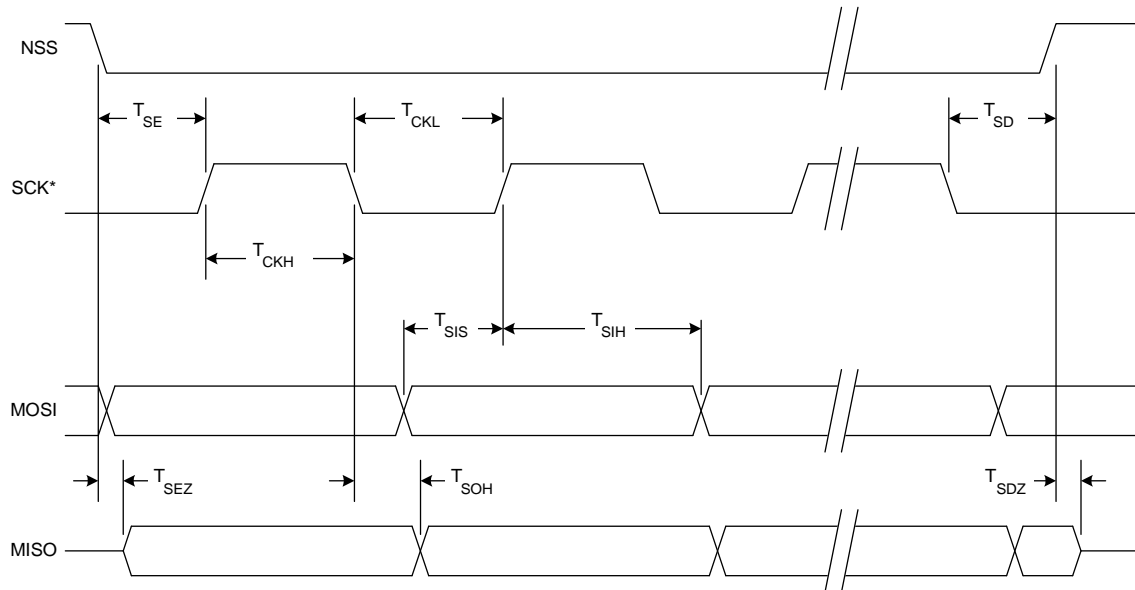 NSS
T_SE
T_CKL
T_SD
SCK*
T_CKH
T_SIS
T_SIH
MOSI
T_SEZ
T_SOH
T_SDZ
MISO